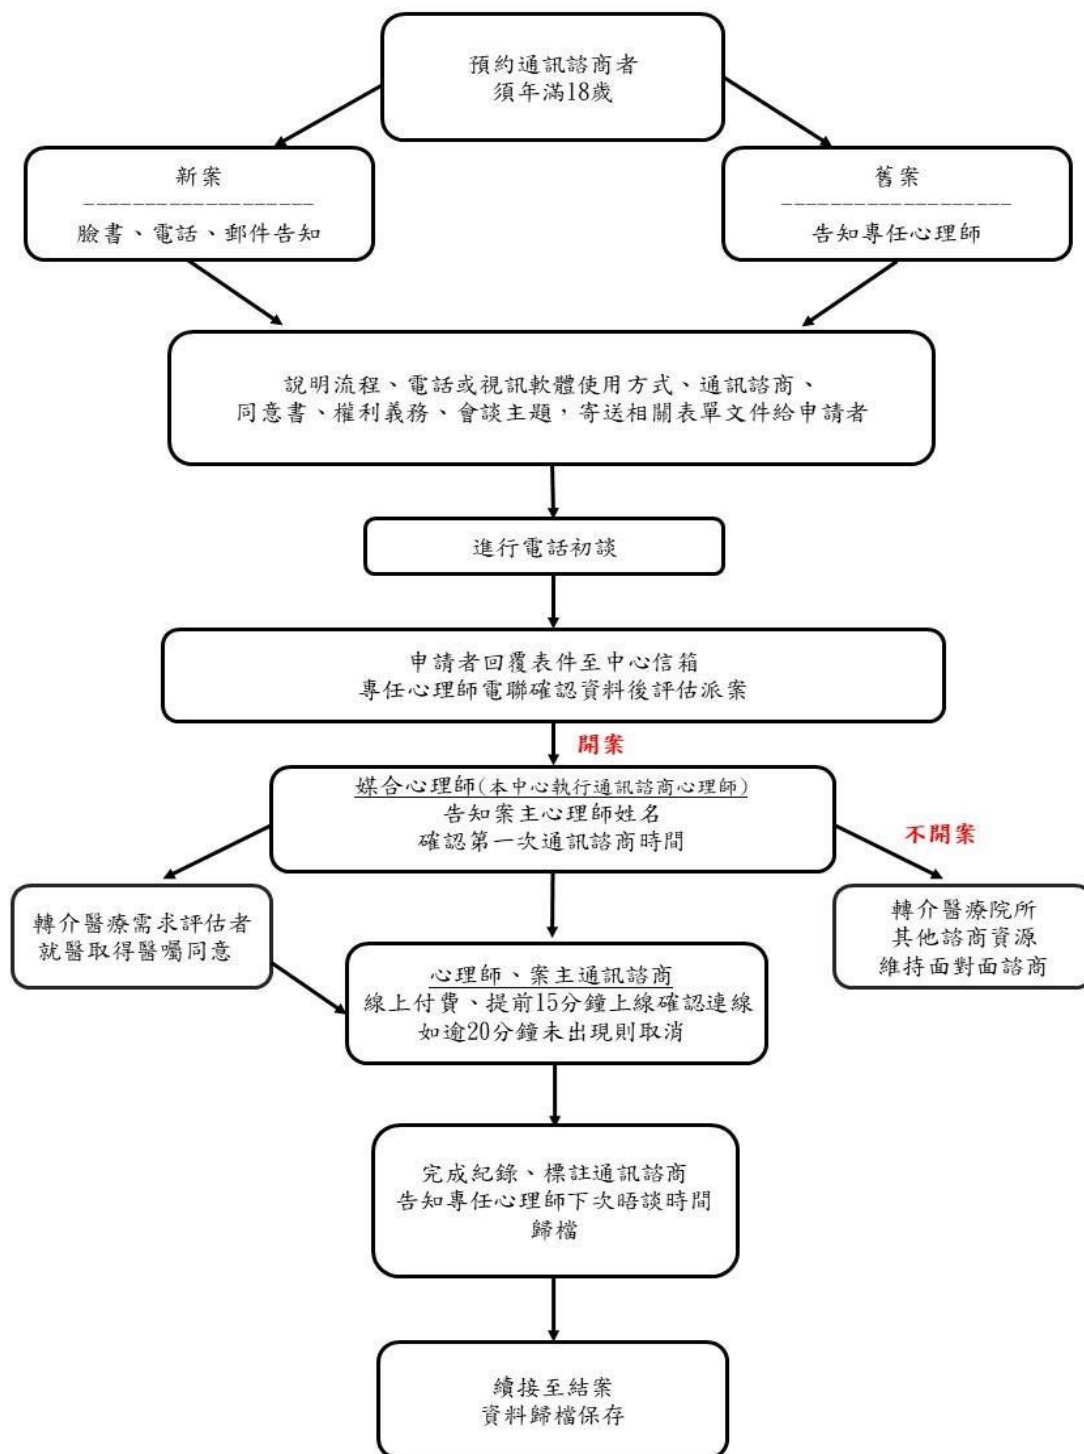 預約通訊諮商者
須年滿18歲
新案
-------------------
臉書、電話、郵件告知
舊案
-------------------
告知專任心理師
說明流程、電話或視訊軟體使用方式、通訊諮商、
同意書、權利義務、會談主題，寄送相關表單文件給申請者
進行電話初談
申請者回覆表件至中心信箱
專任心理師電聯確認資料後評估派案
開案
媒合心理師(本中心執行通訊諮商心理師)
告知案主心理師姓名
確認第一次通訊諮商時間
不開案
轉介醫療需求評估者
就醫取得醫囑同意
轉介醫療院所
其他諮商資源
維持面對面諮商
心理師、案主通訊諮商
線上付費、提前15分鐘上線確認連線
如逾20分鐘未出現則取消
完成紀錄、標註通訊諮商
告知專任心理師下次晤談時間
歸檔
續接至結案
資料歸檔保存